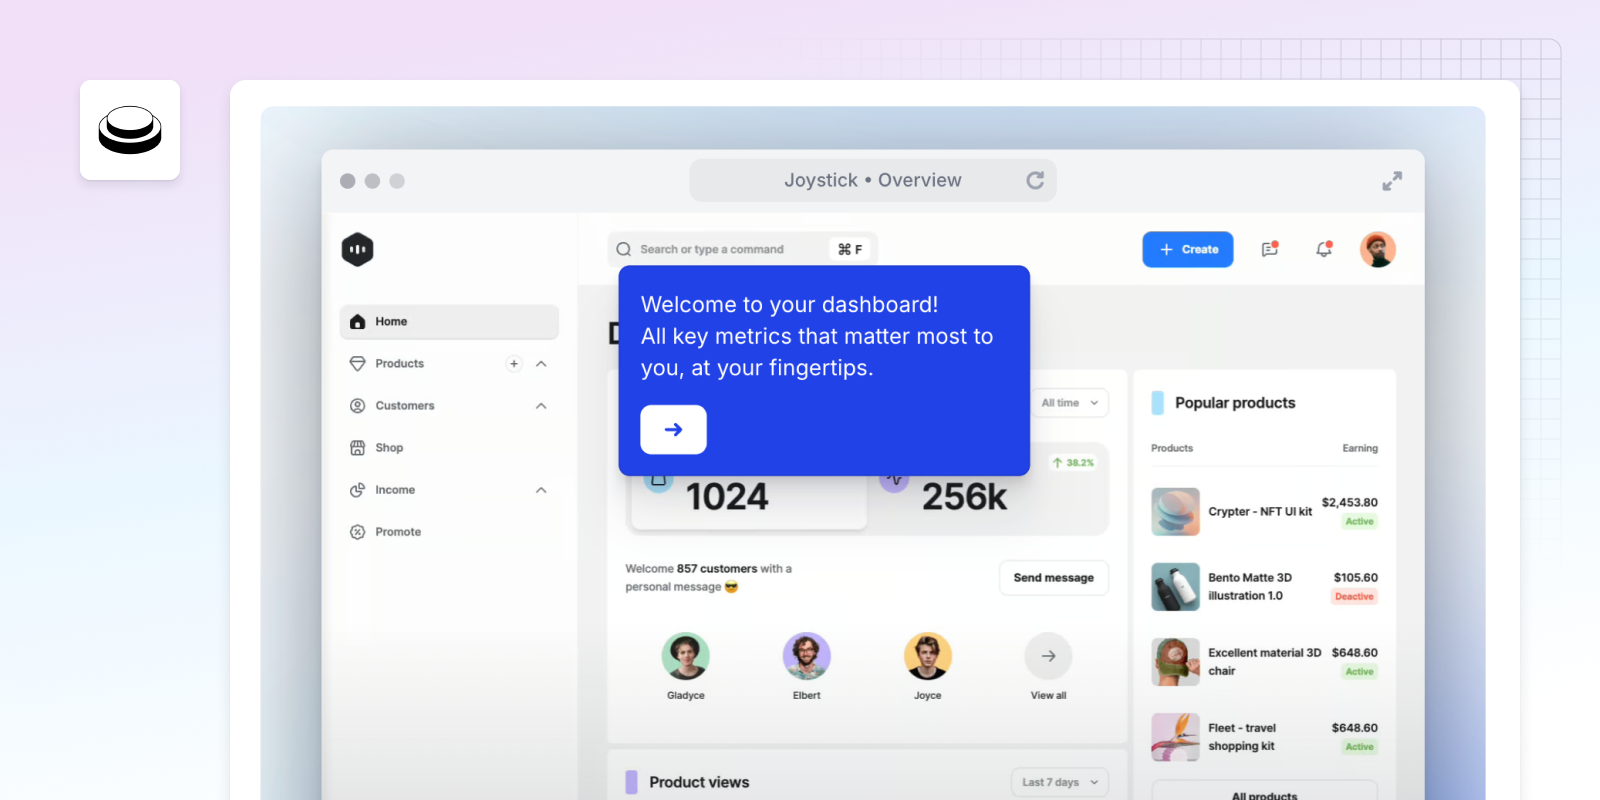 Joystick • Overview
Search or type a command
⌘ F
+ Create
Home
Products
Customers
Shop
Income
Promote
Welcome to your dashboard!
All key metrics that matter most to
you, at your fingertips.
All time
1024
256k
38.2%
Welcome 857 customers with a
personal message 😎
Send message
Gladyce
Elbert
Joyce
View all
Product views
Last 7 days
Popular products
Products
Earning
Crypter - NFT UI kit
$2,453.80
Active
Bento Matte 3D
illustration 1.0
$105.60
Deactive
Excellent material 3D
chair
$648.60
Active
Fleet - travel
shopping kit
$648.60
Active
All products